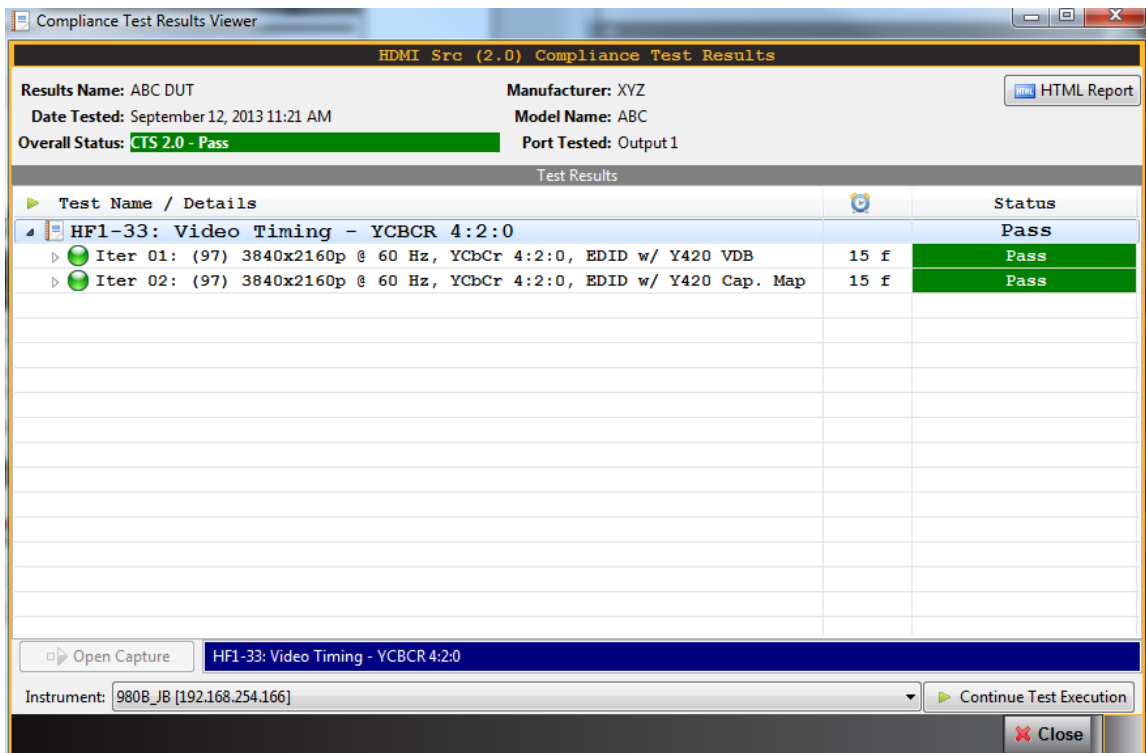 Compliance Test Results Viewer
HDMI Src (2.0) Compliance Test Results
Results Name: ABC DUT
Manufacturer: XYZ
HTML HTML Report
Date Tested: September 12, 2013 11:21 AM
Model Name: ABC
Overall Status: CTS 2.0 - Pass
Port Tested: Output 1
Test Results
Test Name / Details
Status
HF1-33: Video Timing - YCBCR 4:2:0
Pass
Iter 01: (97) 3840x2160p @ 60 Hz, YCbCr 4:2:0, EDID w/ Y420 VDB
15 f
Pass
Iter 02: (97) 3840x2160p @ 60 Hz, YCbCr 4:2:0, EDID w/ Y420 Cap. Map
15 f
Pass
Open Capture
HF1-33: Video Timing - YCBCR 4:2:0
Instrument: 980B_JB [192.168.254.166]
Continue Test Execution
Close